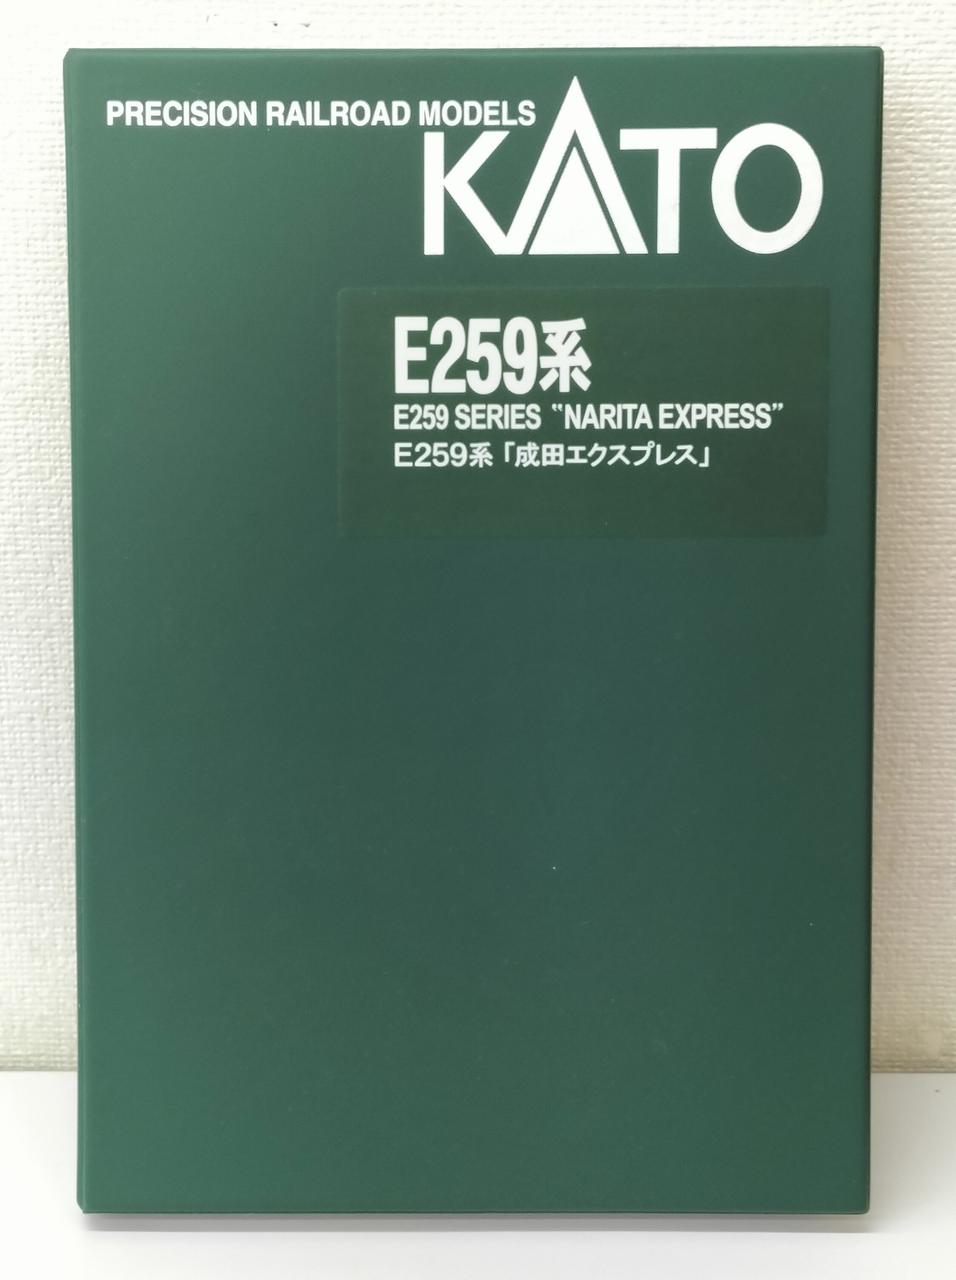 PRECISION RAILROAD MODELS
KATO
E259系
E259 SERIES “NARITA EXPRESS”
E259系「成田エクスプレス」